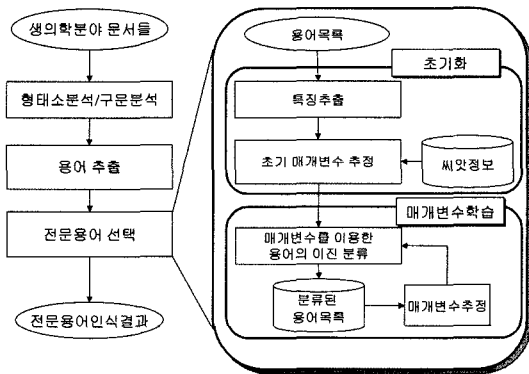 생의학분야 문서들
형태소분석/구문분석
용어 추출
전문용어 선택
전문용어인식결과
용어목록
초기화
특징추출
초기 매개변수 추정
씨앗정보
매개변수학습
매개변수를 이용한
용어의 이진 분류
분류된
용어목록
매개변수추정